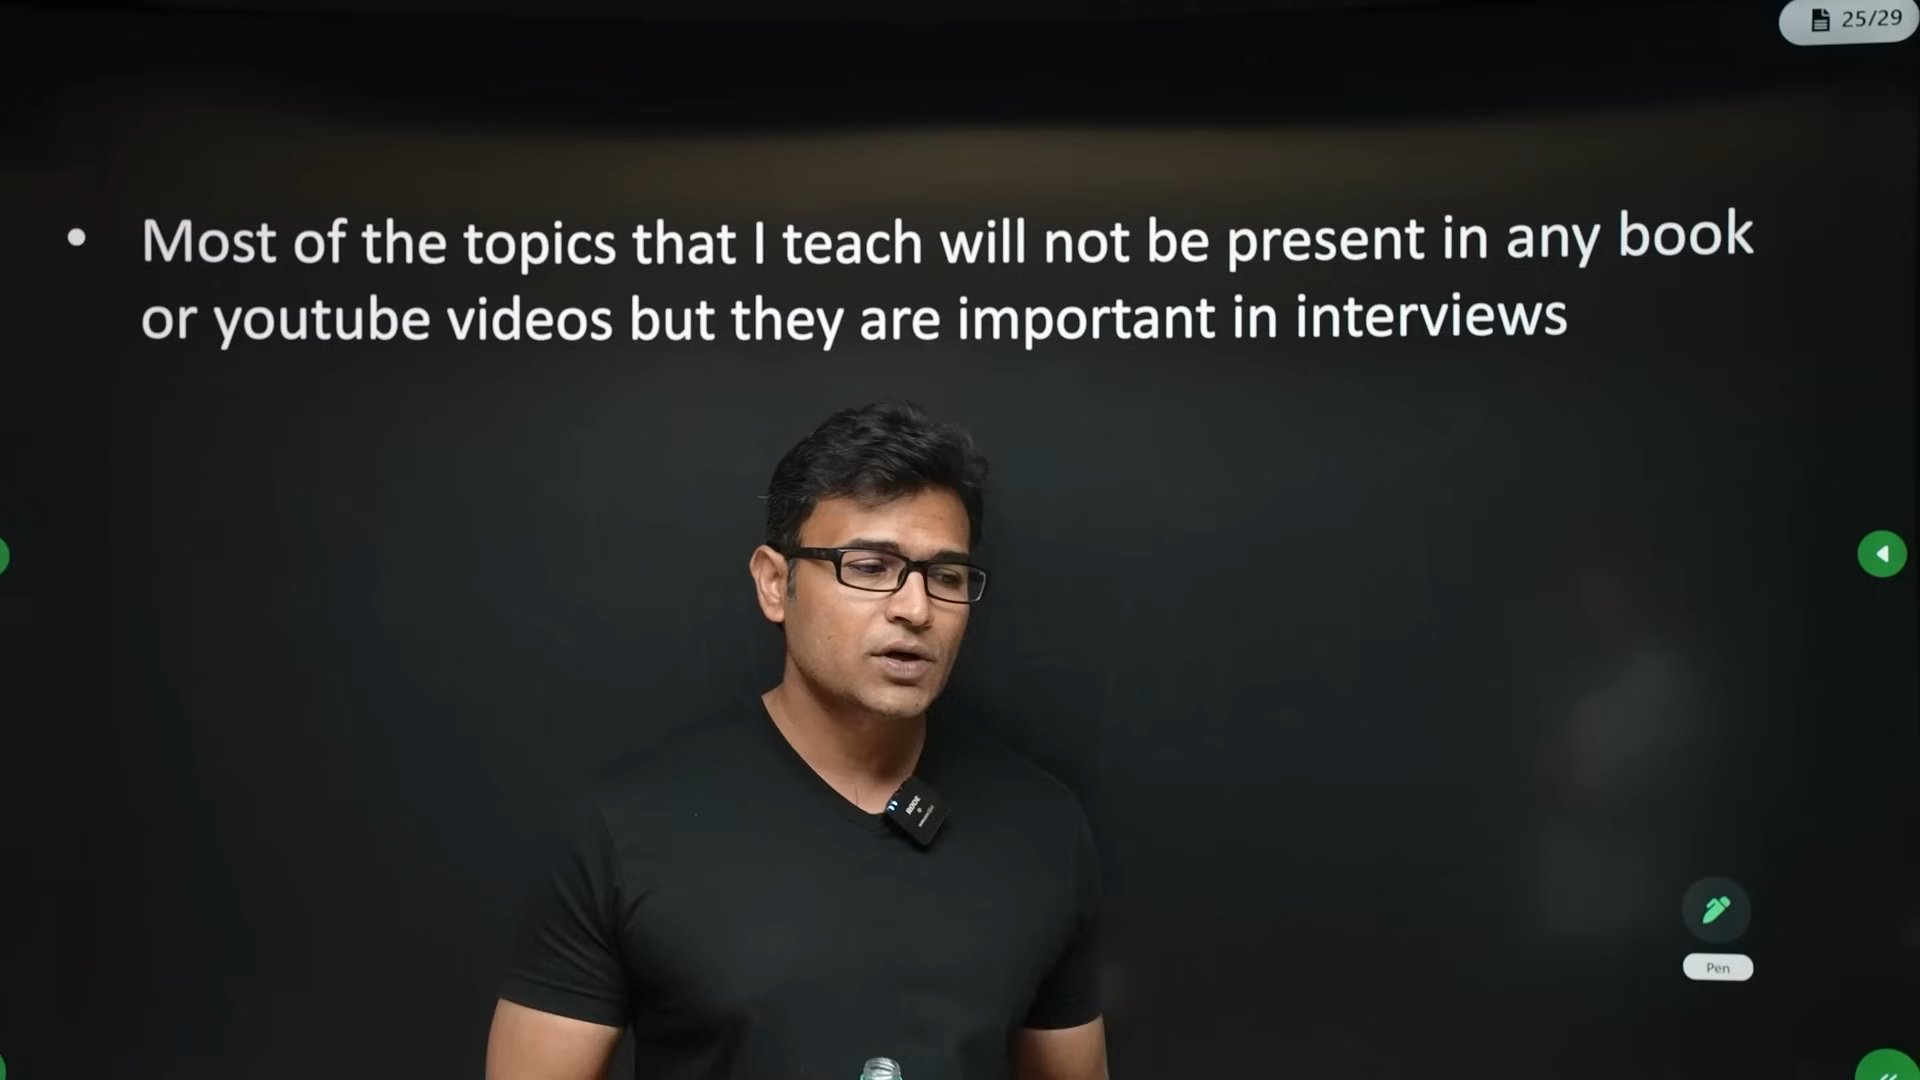 25/29
• Most of the topics that I teach will not be present in any book
or youtube videos but they are important in interviews
RØDE
Pen